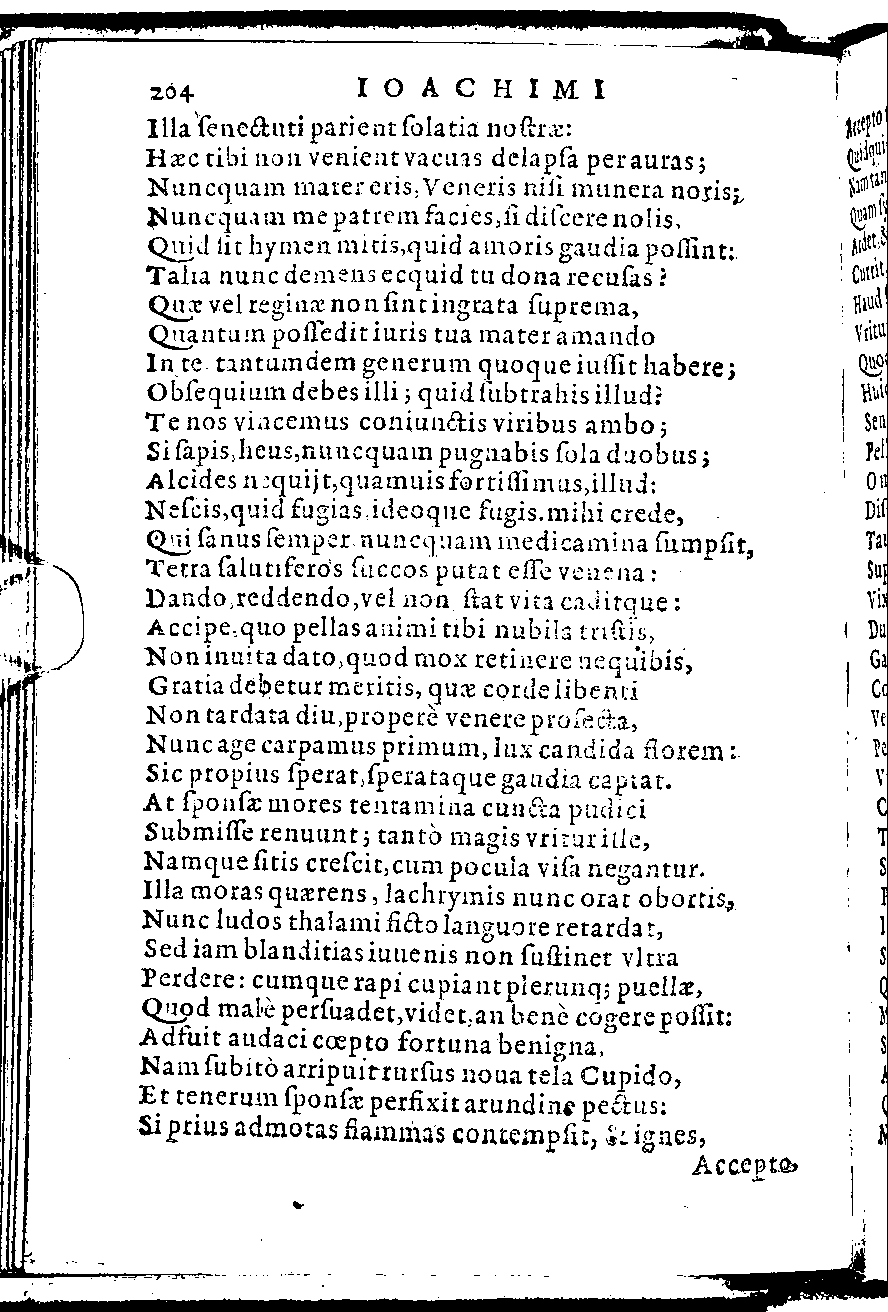 204 IOACHIMI
Illa ſenectuti parient ſolatia noſtræ:
Hæc tibi non venient vacuas delapſa per auras;
Nuncquam mater eris, Veneris niſi munera noris;
Nuncquam me patrem facies, ſi diſcere nolis,
Quid ſit hymen mitis, quid amoris gaudia poſſint:
Talia nunc demens ecquid tu dona recuſas?
Quæ vel reginæ non ſint ingrata ſuprema,
Quantum poſſedit iuris tua mater amando
In te tantumdem generum quoque iuſſit habere;
Obſequium debes illi; quid ſubtrahis illud?
Te nos vincemus coniunctis viribus ambo;
Si ſapis, heus, nuncquam pugnabis ſola duobus;
Alcides nequijt, quamuis fortiſſimus, illud:
Neſcis, quid fugias, ideoque fugis. mihi crede,
Qui ſanus ſemper nuncquam medicamina ſumpſit,
Tetra ſalutiferos ſuccos putat eſſe venena:
Dando, reddendo, vel non ſtat vita caditque:
Accipe, quo pellas animi tibi nubila triſtis,
Non inuita dato, quod mox retinere nequibis,
Gratia debetur meritis, quæ corde libenti
Non tardata diu, properè venere profecta,
Nunc age carpamus primum, lux candida florem:
Sic propius ſperat, ſperataque gaudia captat.
At ſponſæ mores tentamina cuncta pudici
Submiſſe renuunt; tantò magis vritur ille,
Namque ſitis creſcit, cum pocula viſa negantur.
Illa moras quærens, lachrymis nunc orat obortis,
Nunc ludos thalami ficto languore retardat,
Sed iam blanditias iuuenis non ſuſtinet vltra
Perdere: cumque rapi cupiant plerunq; puellæ,
Quod malè perſuadet, videt, an benè cogere poſſit:
Adfuit audaci cœpto fortuna benigna,
Nam ſubitò arripuit rurſus noua tela Cupido,
Et tenerum ſponſæ perfixit arundine pectus:
Si prius admotas flammas contempſit, & ignes,
Accepto,